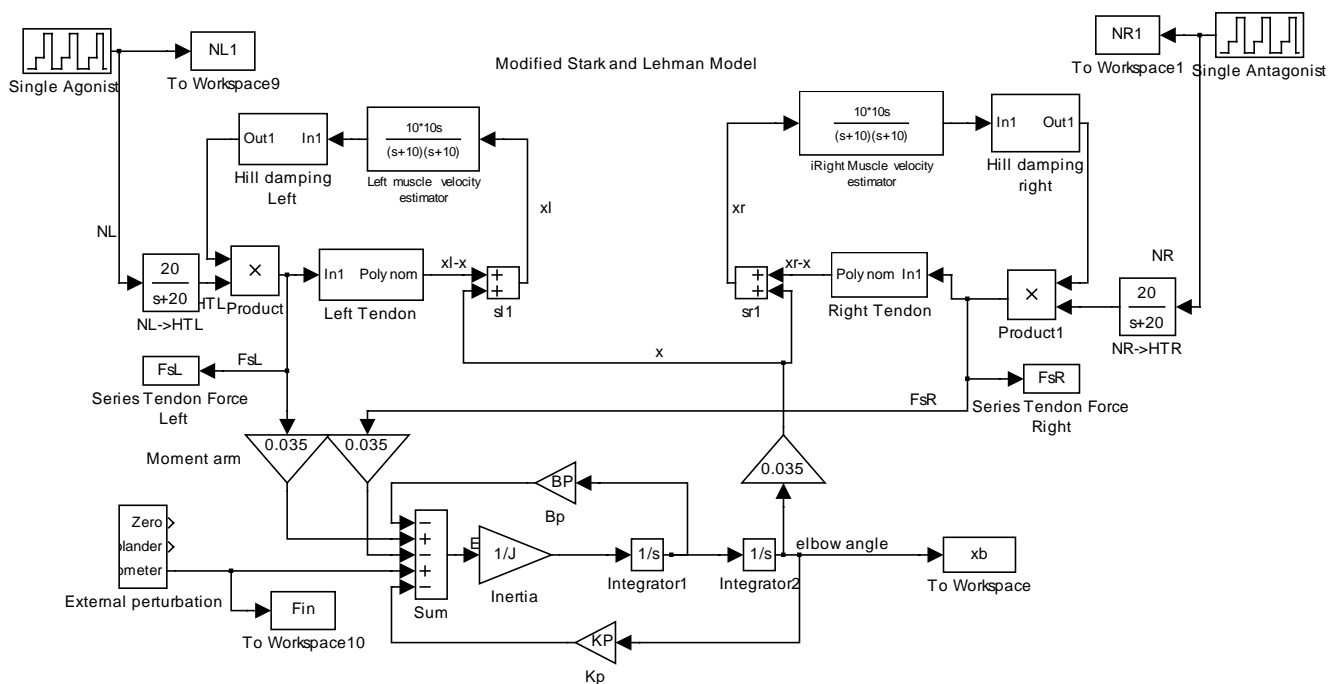 NL1
NR1
Single Agonist
To Workspace9
Modified Stark and Lehman Model
To Workspace1
Single Antagonist
Out1
In1
10*10s
(s+10)(s+10)
Hill damping
Left
Left muscle velocity
estimator
10*10s
(s+10)(s+10)
iRight Muscle velocity
estimator
In1
Out1
Hill damping
right
xl
xr
NL
NR
20
s+20
HTL
NL->HTL
×
Product
In1
Polynom
Left Tendon
xl-x
+
+
sl1
+
+
sr1
xr-x
Polynom
In1
Right Tendon
×
Product1
20
s+20
NR->HTR
x
FsL
FsL
Series Tendon Force
Left
FsR
FsR
Series Tendon Force
Right
0.035
0.035
Moment arm
0.035
BP
Bp
Zero
olander
ometer
External perturbation
−
+
−
+
−
Sum
E
1/J
Inertia
1/s
Integrator1
1/s
Integrator2
elbow angle
xb
To Workspace
Fin
To Workspace10
KP
Kp